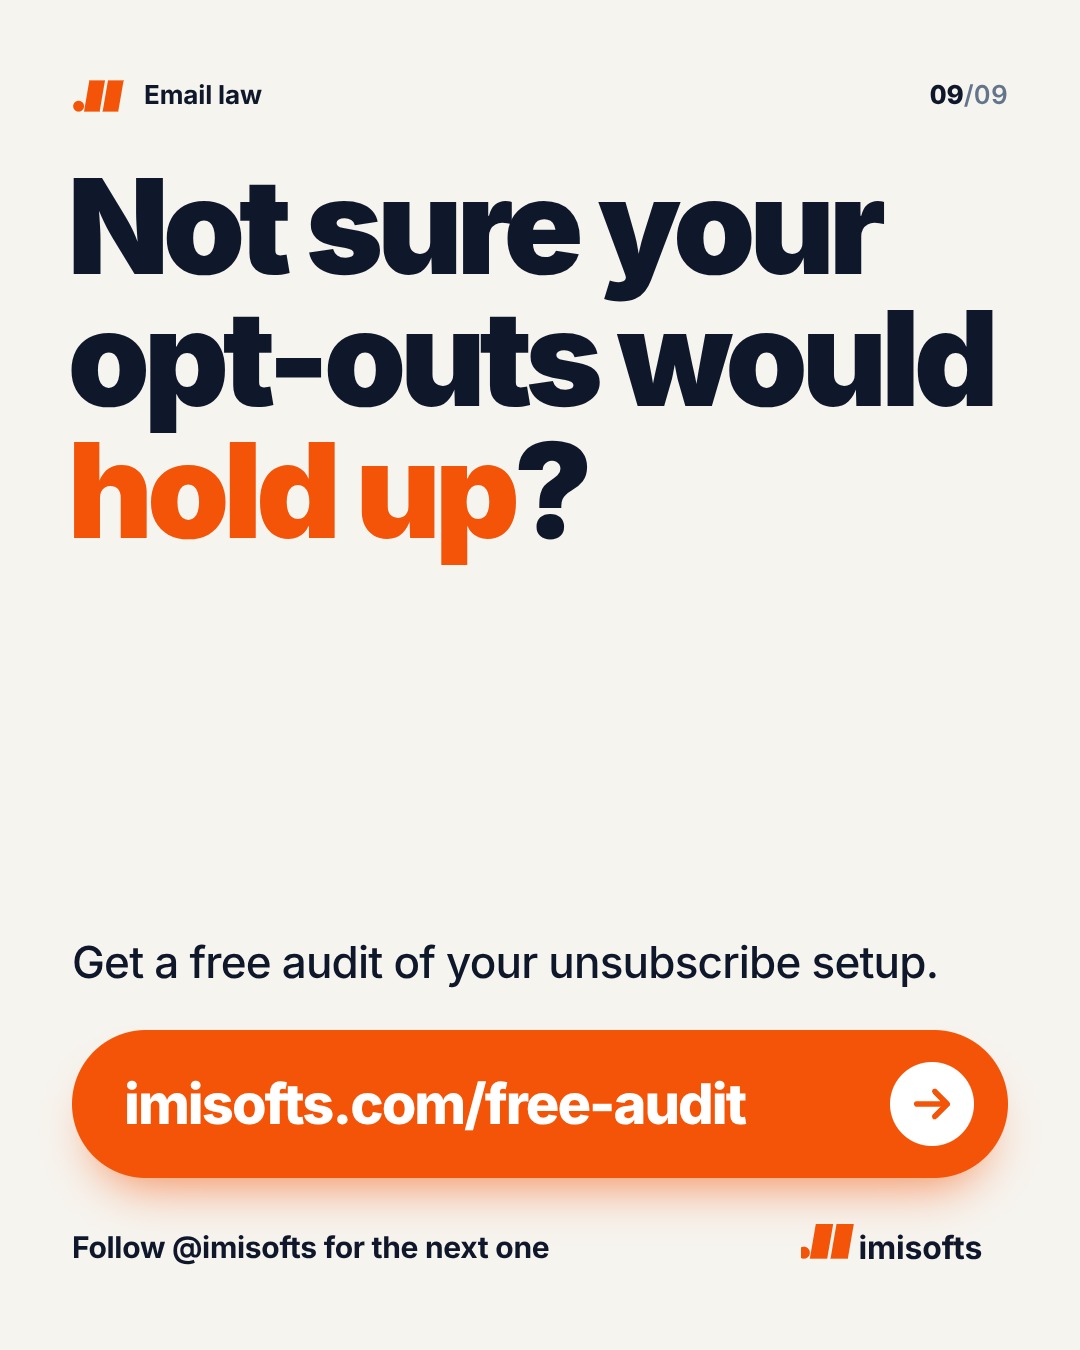 Email law
09/09
Not sure your
opt-outs would
hold up?
Get a free audit of your unsubscribe setup.
imisofts.com/free-audit
Follow @imisofts for the next one
imisofts